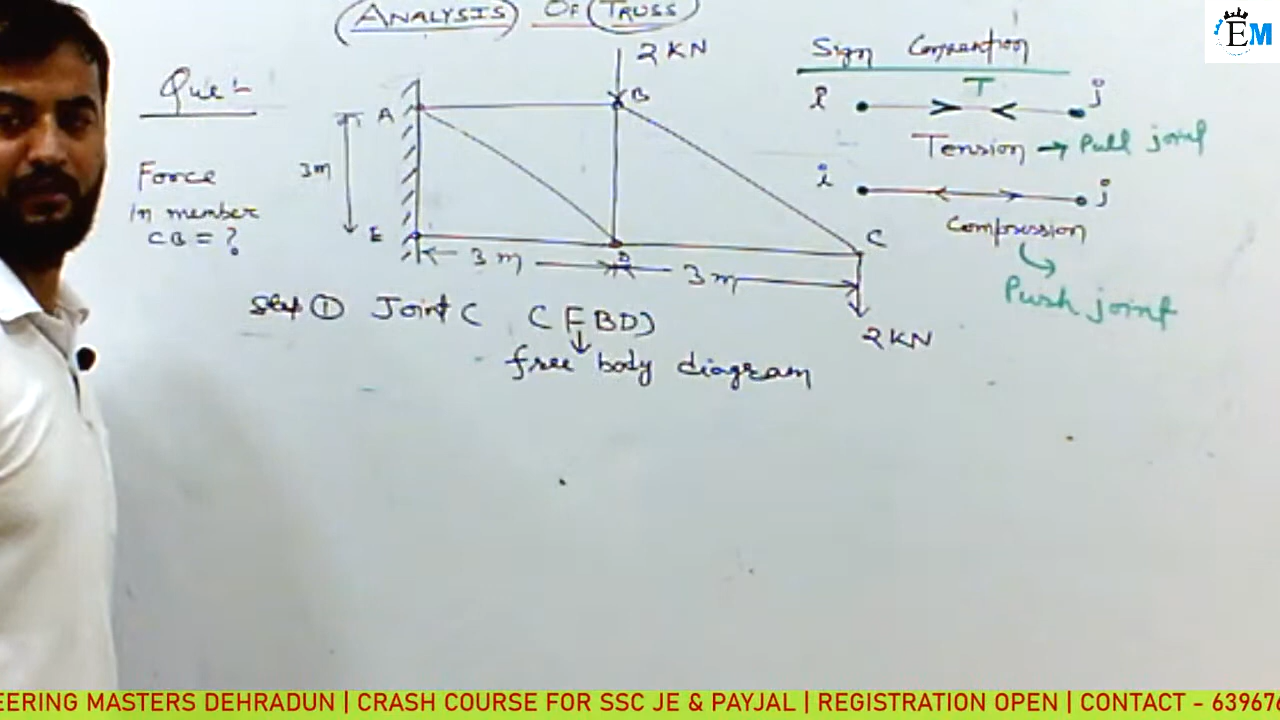 ANALYSIS OF TRUSS
EM
Que :-
Force
In member
CB = ?
2 KN
A
B
3m
E
D
C
3 m
3 m
2 KN
Sign Convention
i
T
j
Tension → Pull joint
i
j
Compression
Push joint
Step ① Joint C (FBD)
free body diagram
EERING MASTERS DEHRADUN | CRASH COURSE FOR SSC JE & PAYJAL | REGISTRATION OPEN | CONTACT - 63967